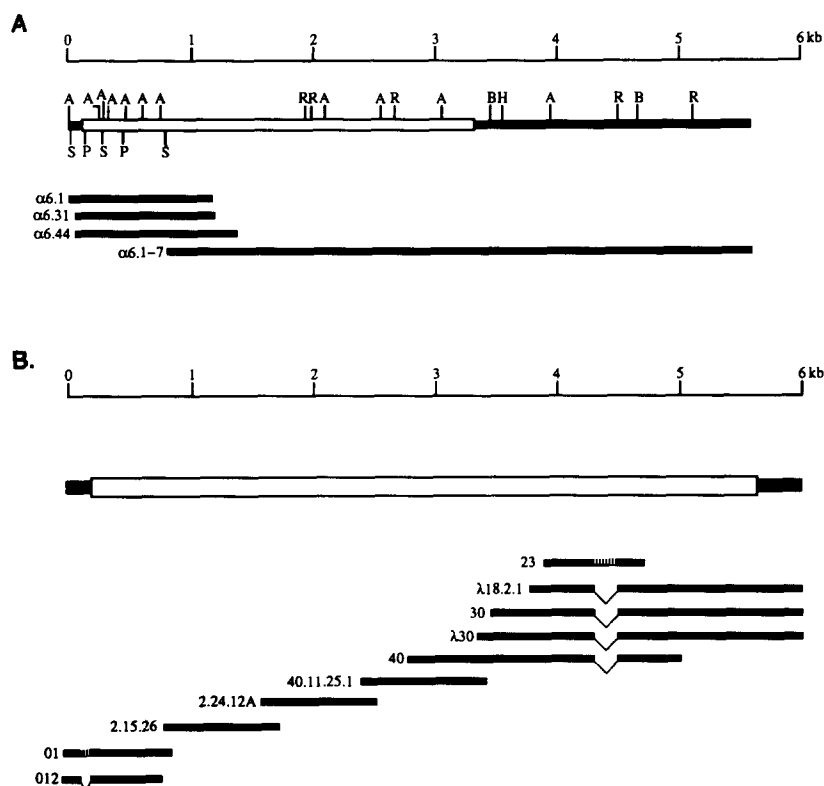 A
0 1 2 3 4 5 6 kb
A A A A A A A RRA A R A BH A R B R
S P S P S
α6.1
α6.31
α6.44
α6.1-7
B.
0 1 2 3 4 5 6 kb
23
λ18.2.1
30
λ30
40
40.11.25.1
2.24.12A
2.15.26
01
012